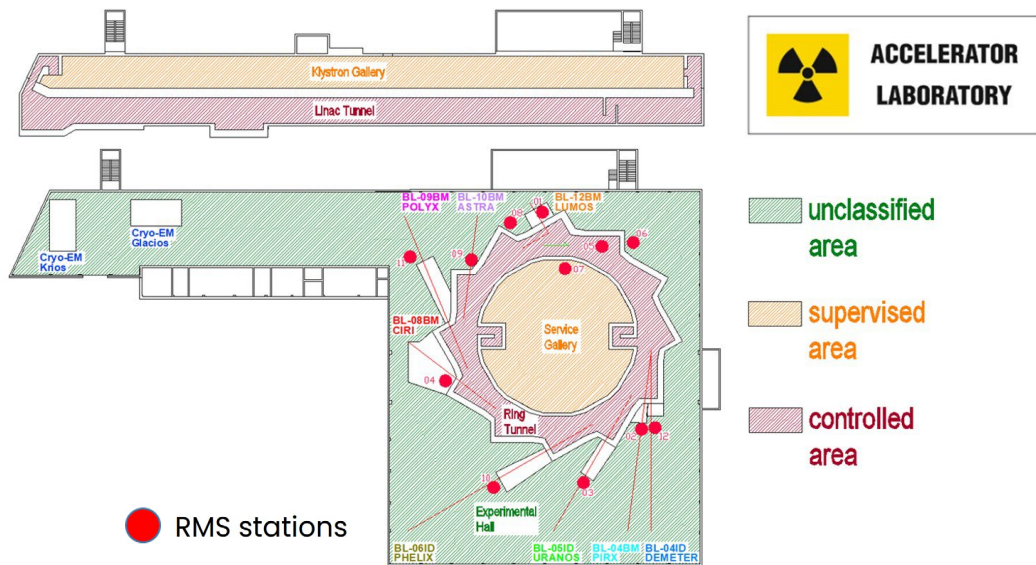 Klystron Gallery
Linac Tunnel
ACCELERATOR
LABORATORY
BL-09BM
POLYX
BL-10BM
ASTRA
BL-12BM
LUMOS
01
08
06
05
07
09
11
Cryo-EM
Glacios
Cryo-EM
Krios
unclassified
area
BL-08BM
CIRI
Service
Gallery
supervised
area
04
Ring
Tunnel
02
12
controlled
area
10
03
Experimental
Hall
RMS stations
BL-06ID
PHELIX
BL-05ID
URANOS
BL-04BM
PIRX
BL-04ID
DEMETER